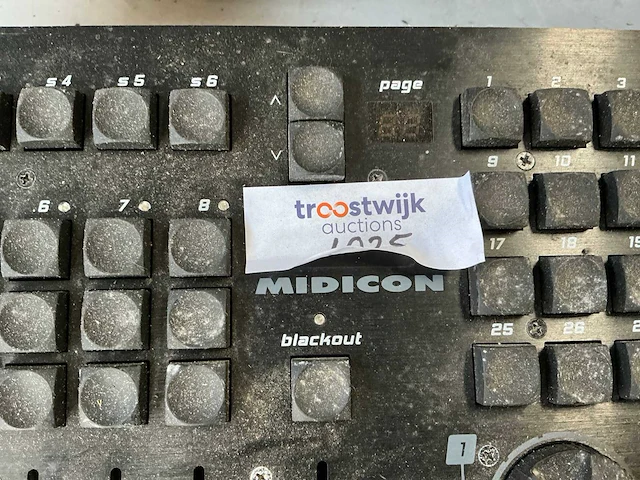 s 4 s 5 s 6 page 1 2 3
9 10 11
.6 7 8
troostwijk
auctions
17 18 19
MIDICON
blackout
25 26
1